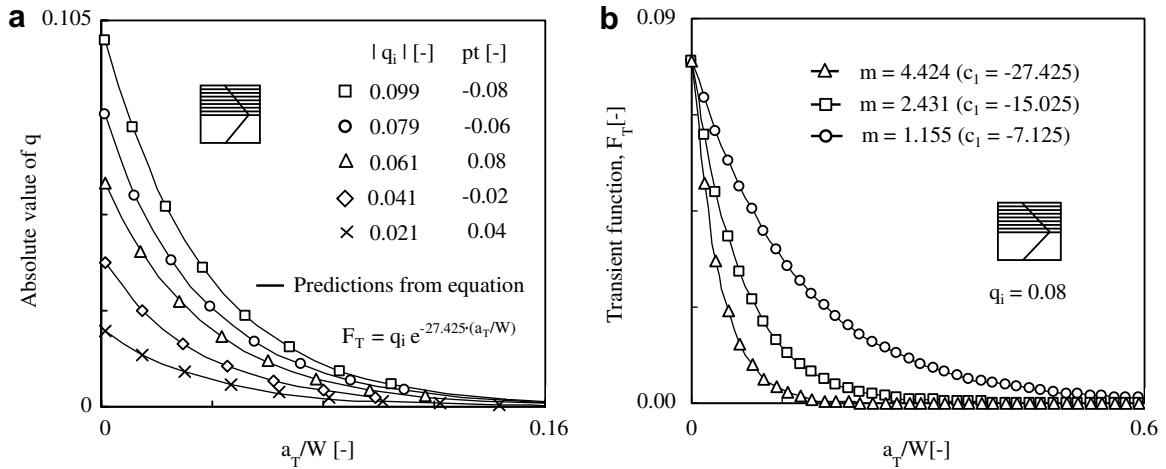 a
0.105
Absolute value of q
0
| q_i | [-] pt [-]
0.099 -0.08
0.079 -0.06
0.061 0.08
0.041 -0.02
0.021 0.04
Predictions from equation
F_T = q_i e^{-27.425·(a_T/W)}
0 0.16
a_T/W [-]
b
0.09
Transient function, F_T[-]
0.00
m = 4.424 (c_1 = -27.425)
m = 2.431 (c_1 = -15.025)
m = 1.155 (c_1 = -7.125)
q_i = 0.08
0 0.6
a_T/W[-]